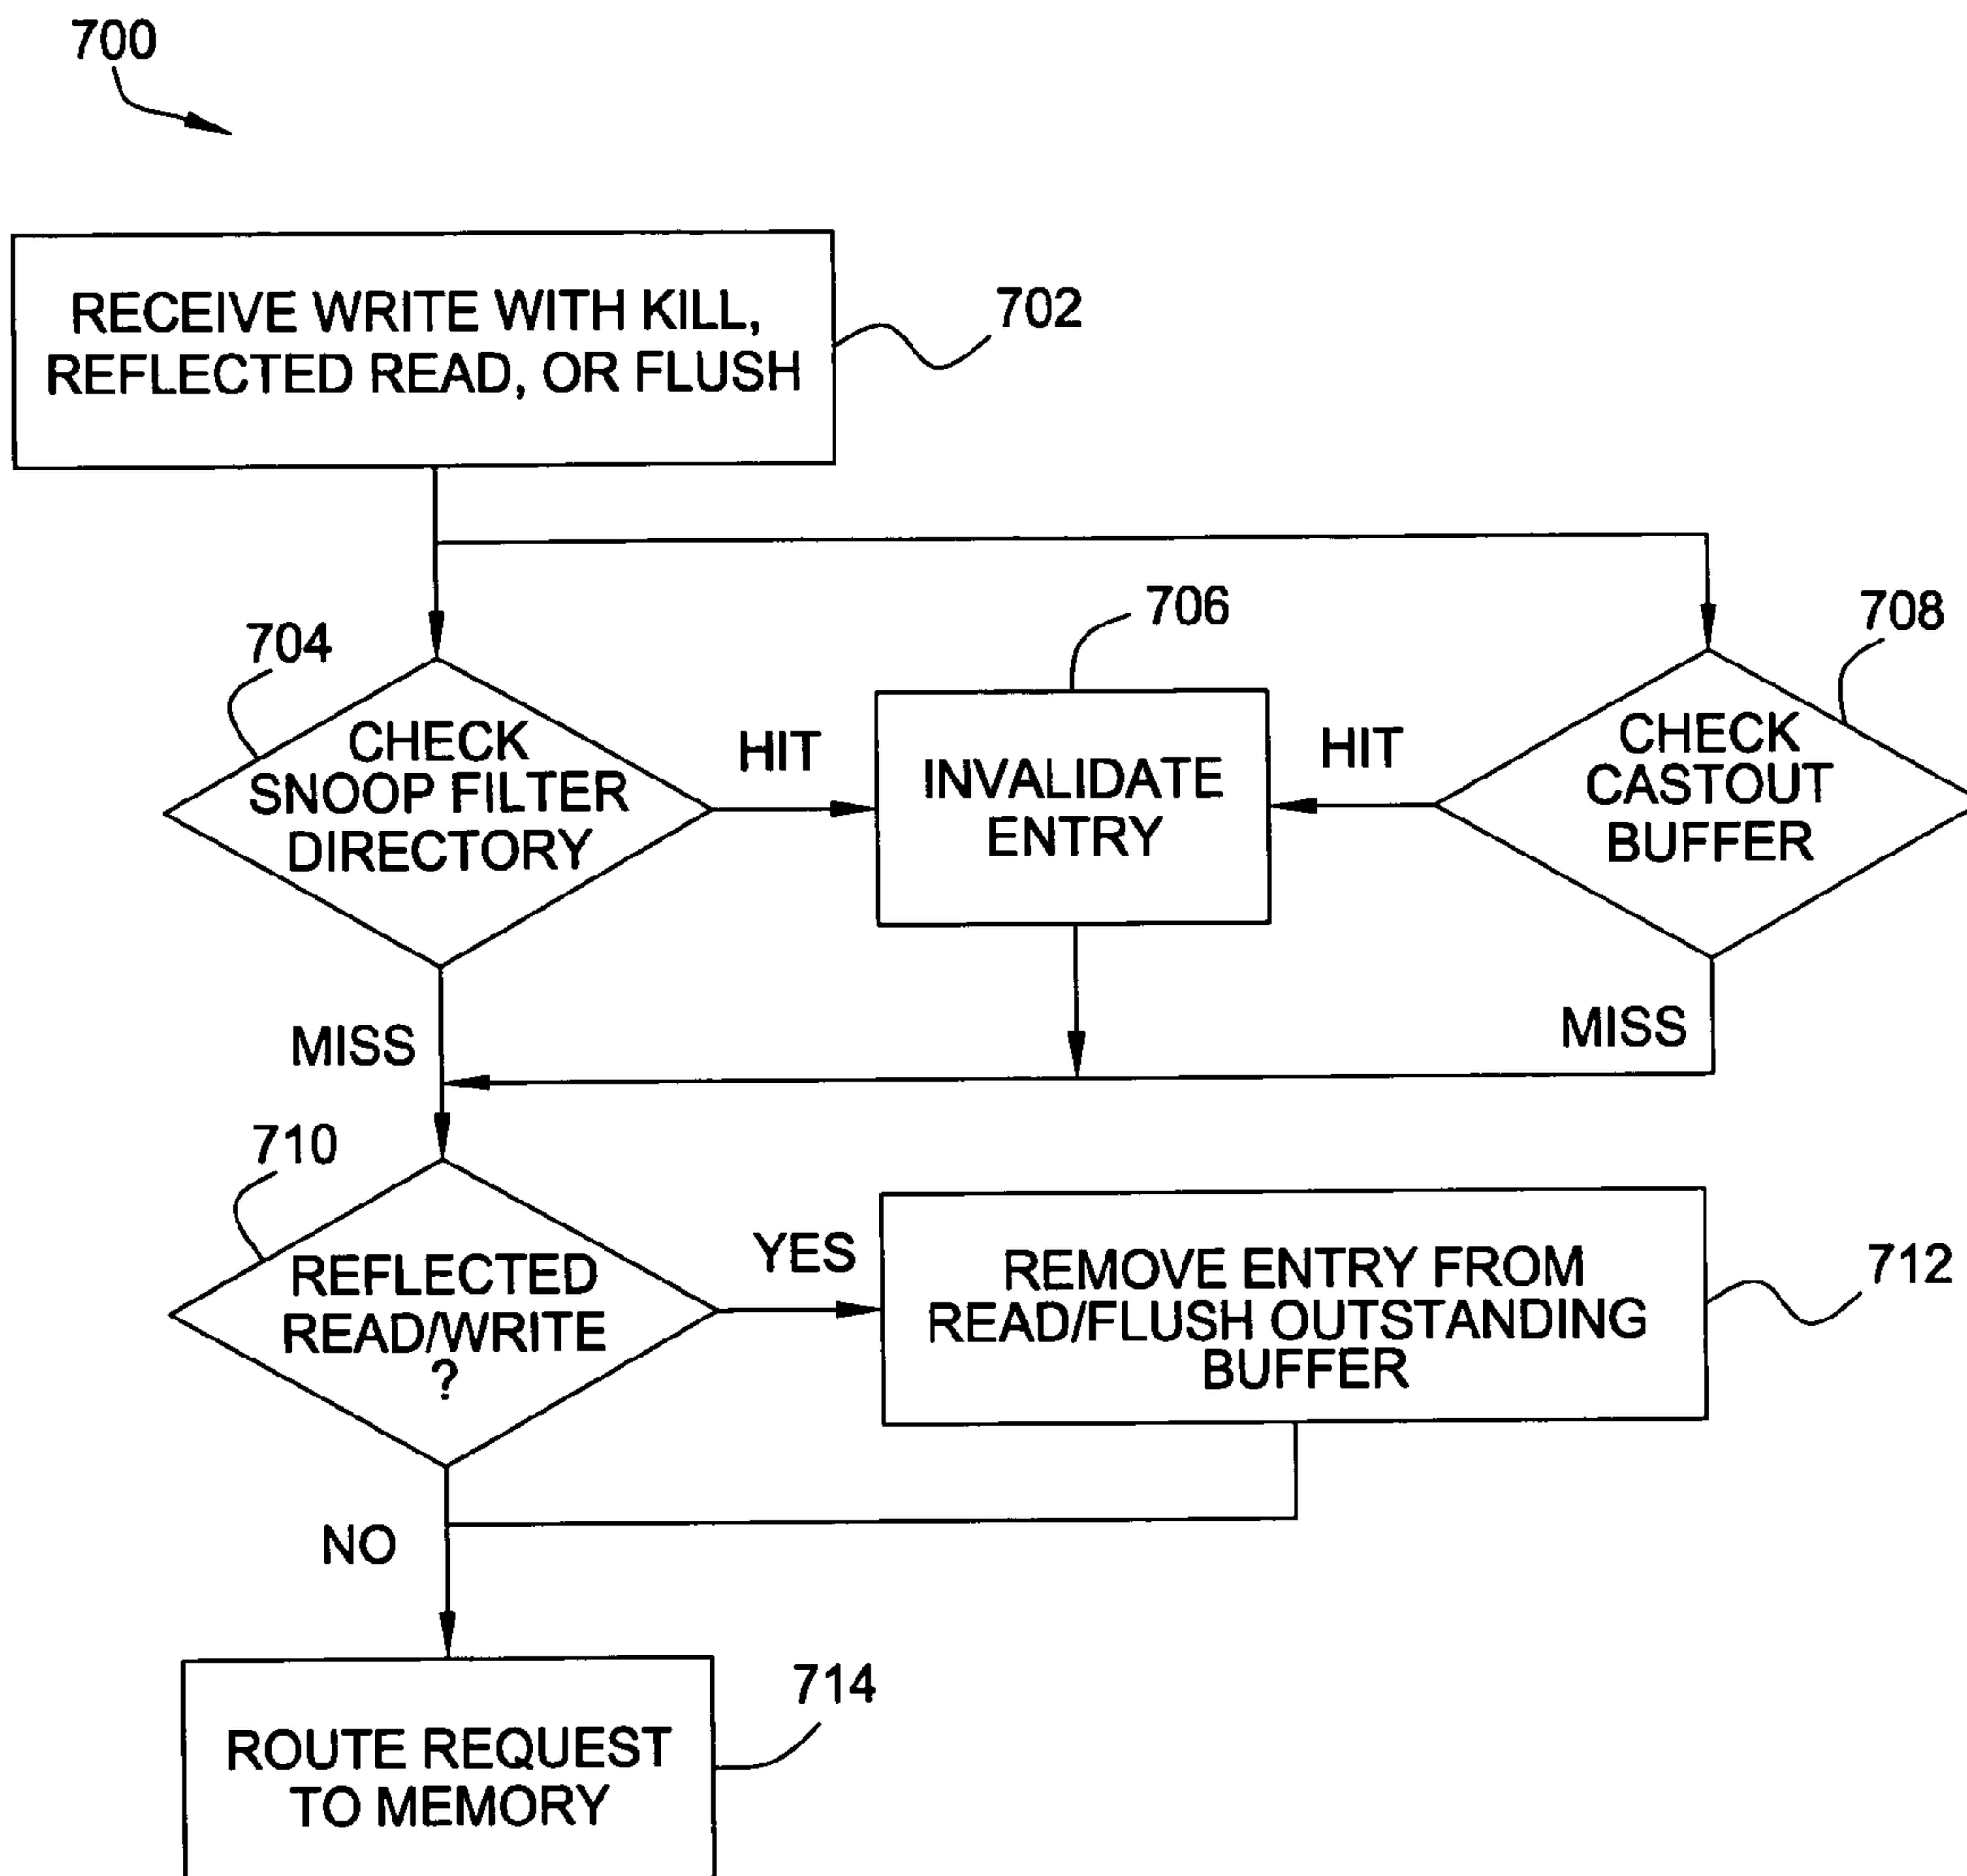 700
RECEIVE WRITE WITH KILL,
REFLECTED READ, OR FLUSH
702
704
CHECK
SNOOP FILTER
DIRECTORY
HIT
706
INVALIDATE
ENTRY
HIT
708
CHECK
CASTOUT
BUFFER
MISS
MISS
710
REFLECTED
READ/WRITE
?
YES
REMOVE ENTRY FROM
READ/FLUSH OUTSTANDING
BUFFER
712
NO
714
ROUTE REQUEST
TO MEMORY